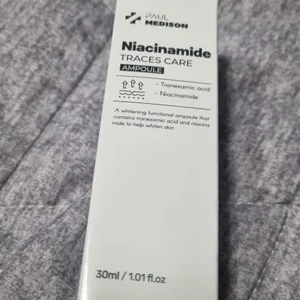 PAUL
MEDISON
Niacinamide
TRACES CARE
AMPOULE
- Tranexamic acid
- Niacinamide
A whitening functional ampoule that
contains tranexamic acid and niacina
mide to help whiten skin
30ml / 1.01 fl.oz